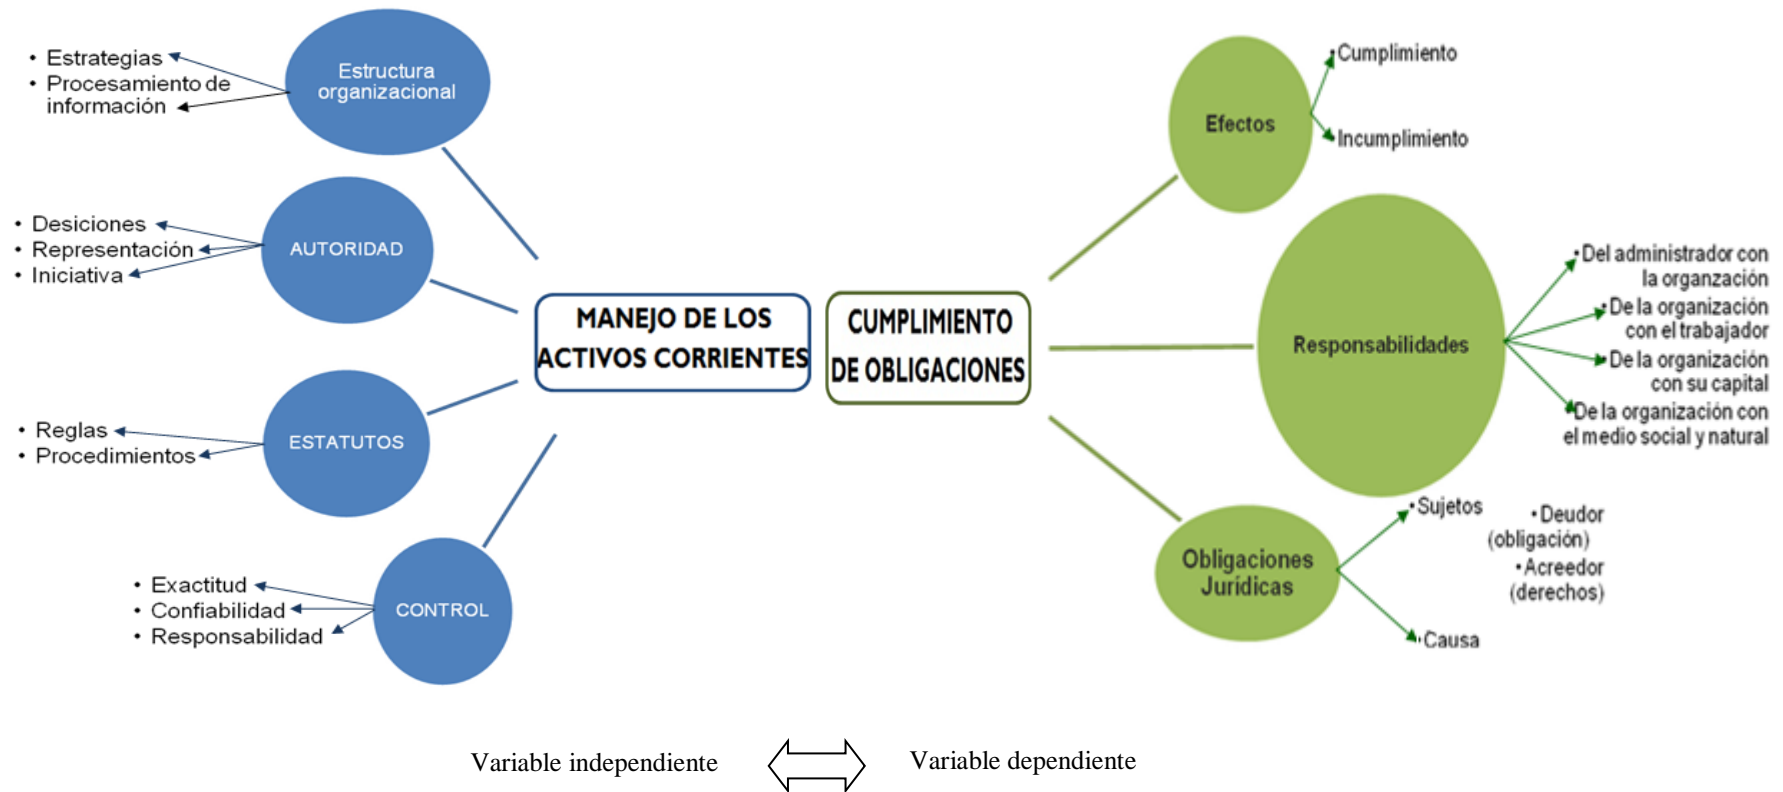 • Estrategias
• Procesamiento de
información
Estructura
organizacional
• Desiciones
• Representación
• Iniciativa
AUTORIDAD
• Reglas
• Procedimientos
ESTATUTOS
• Exactitud
• Confiabilidad
• Responsabilidad
CONTROL
MANEJO DE LOS
ACTIVOS CORRIENTES
CUMPLIMIENTO
DE OBLIGACIONES
Efectos
•Cumplimiento
•Incumplimiento
Responsabilidades
•Del administrador con
la organzación
•De la organización
con el trabajador
•De la organización
con su capital
•De la organización con
el medio social y natural
Obligaciones
Jurídicas
•Sujetos
•Deudor
(obligación)
•Acreedor
(derechos)
•Causa
Variable independiente
Variable dependiente